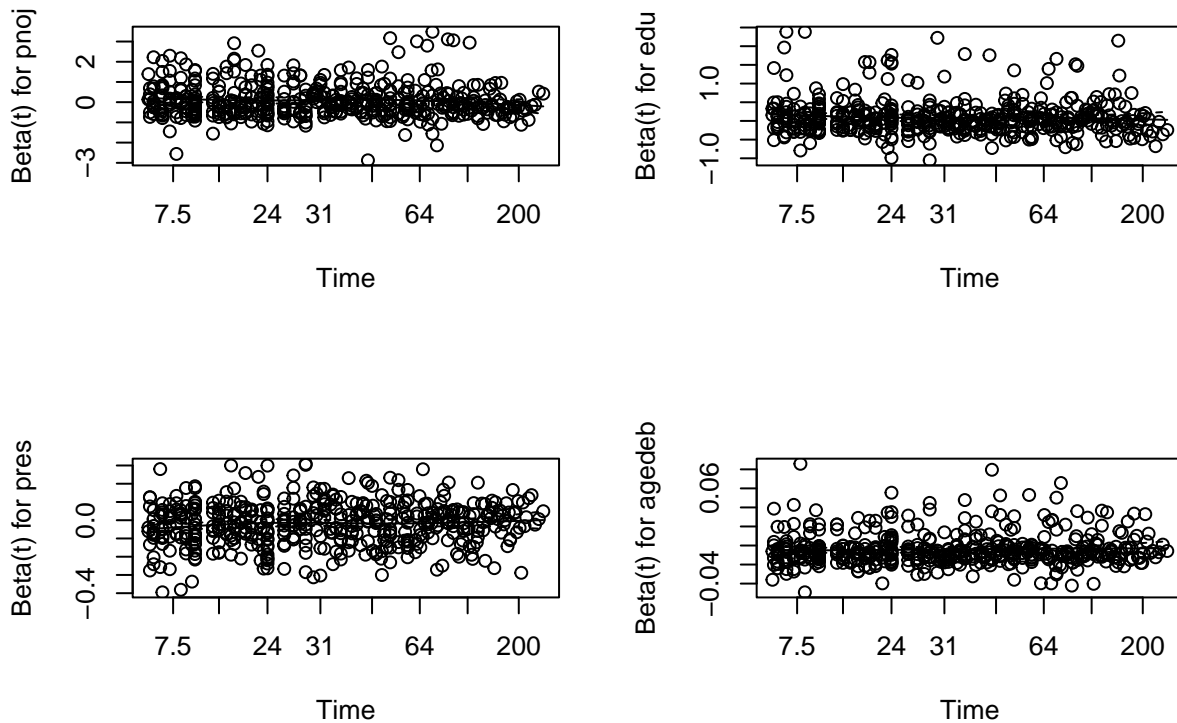 Beta(t) for pnoj
2
0
−3
7.5 24 31 64 200
Time
Beta(t) for edu
1.0
−1.0
7.5 24 31 64 200
Time
Beta(t) for pres
0.0
−0.4
7.5 24 31 64 200
Time
Beta(t) for agedeb
0.06
−0.04
7.5 24 31 64 200
Time